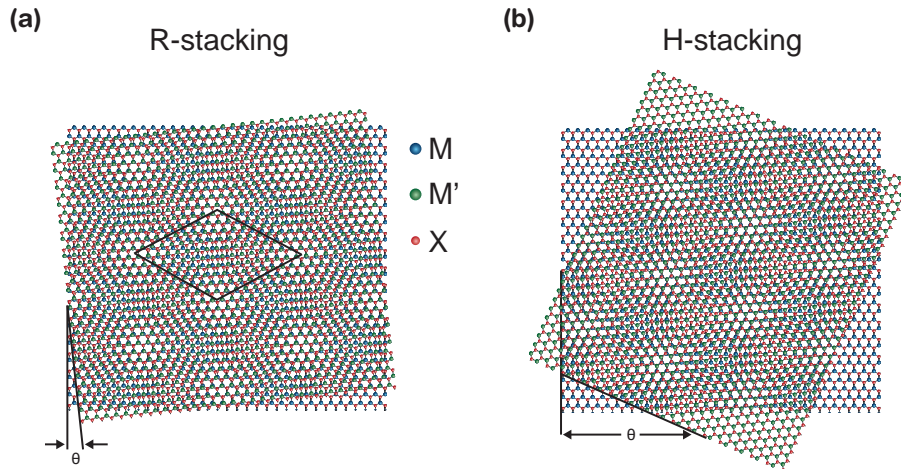 (a)
R-stacking
(b)
H-stacking
M
M'
X
θ
θ